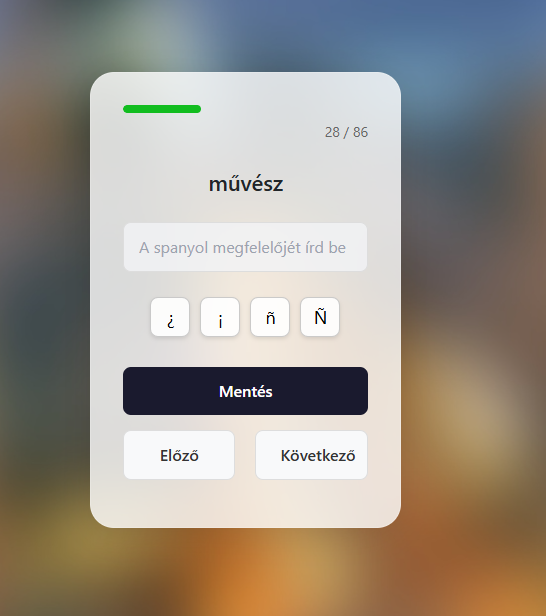 28 / 86
művész
A spanyol megfelelőjét írd be
¿ ¡ ñ Ñ
Mentés
Előző Következő